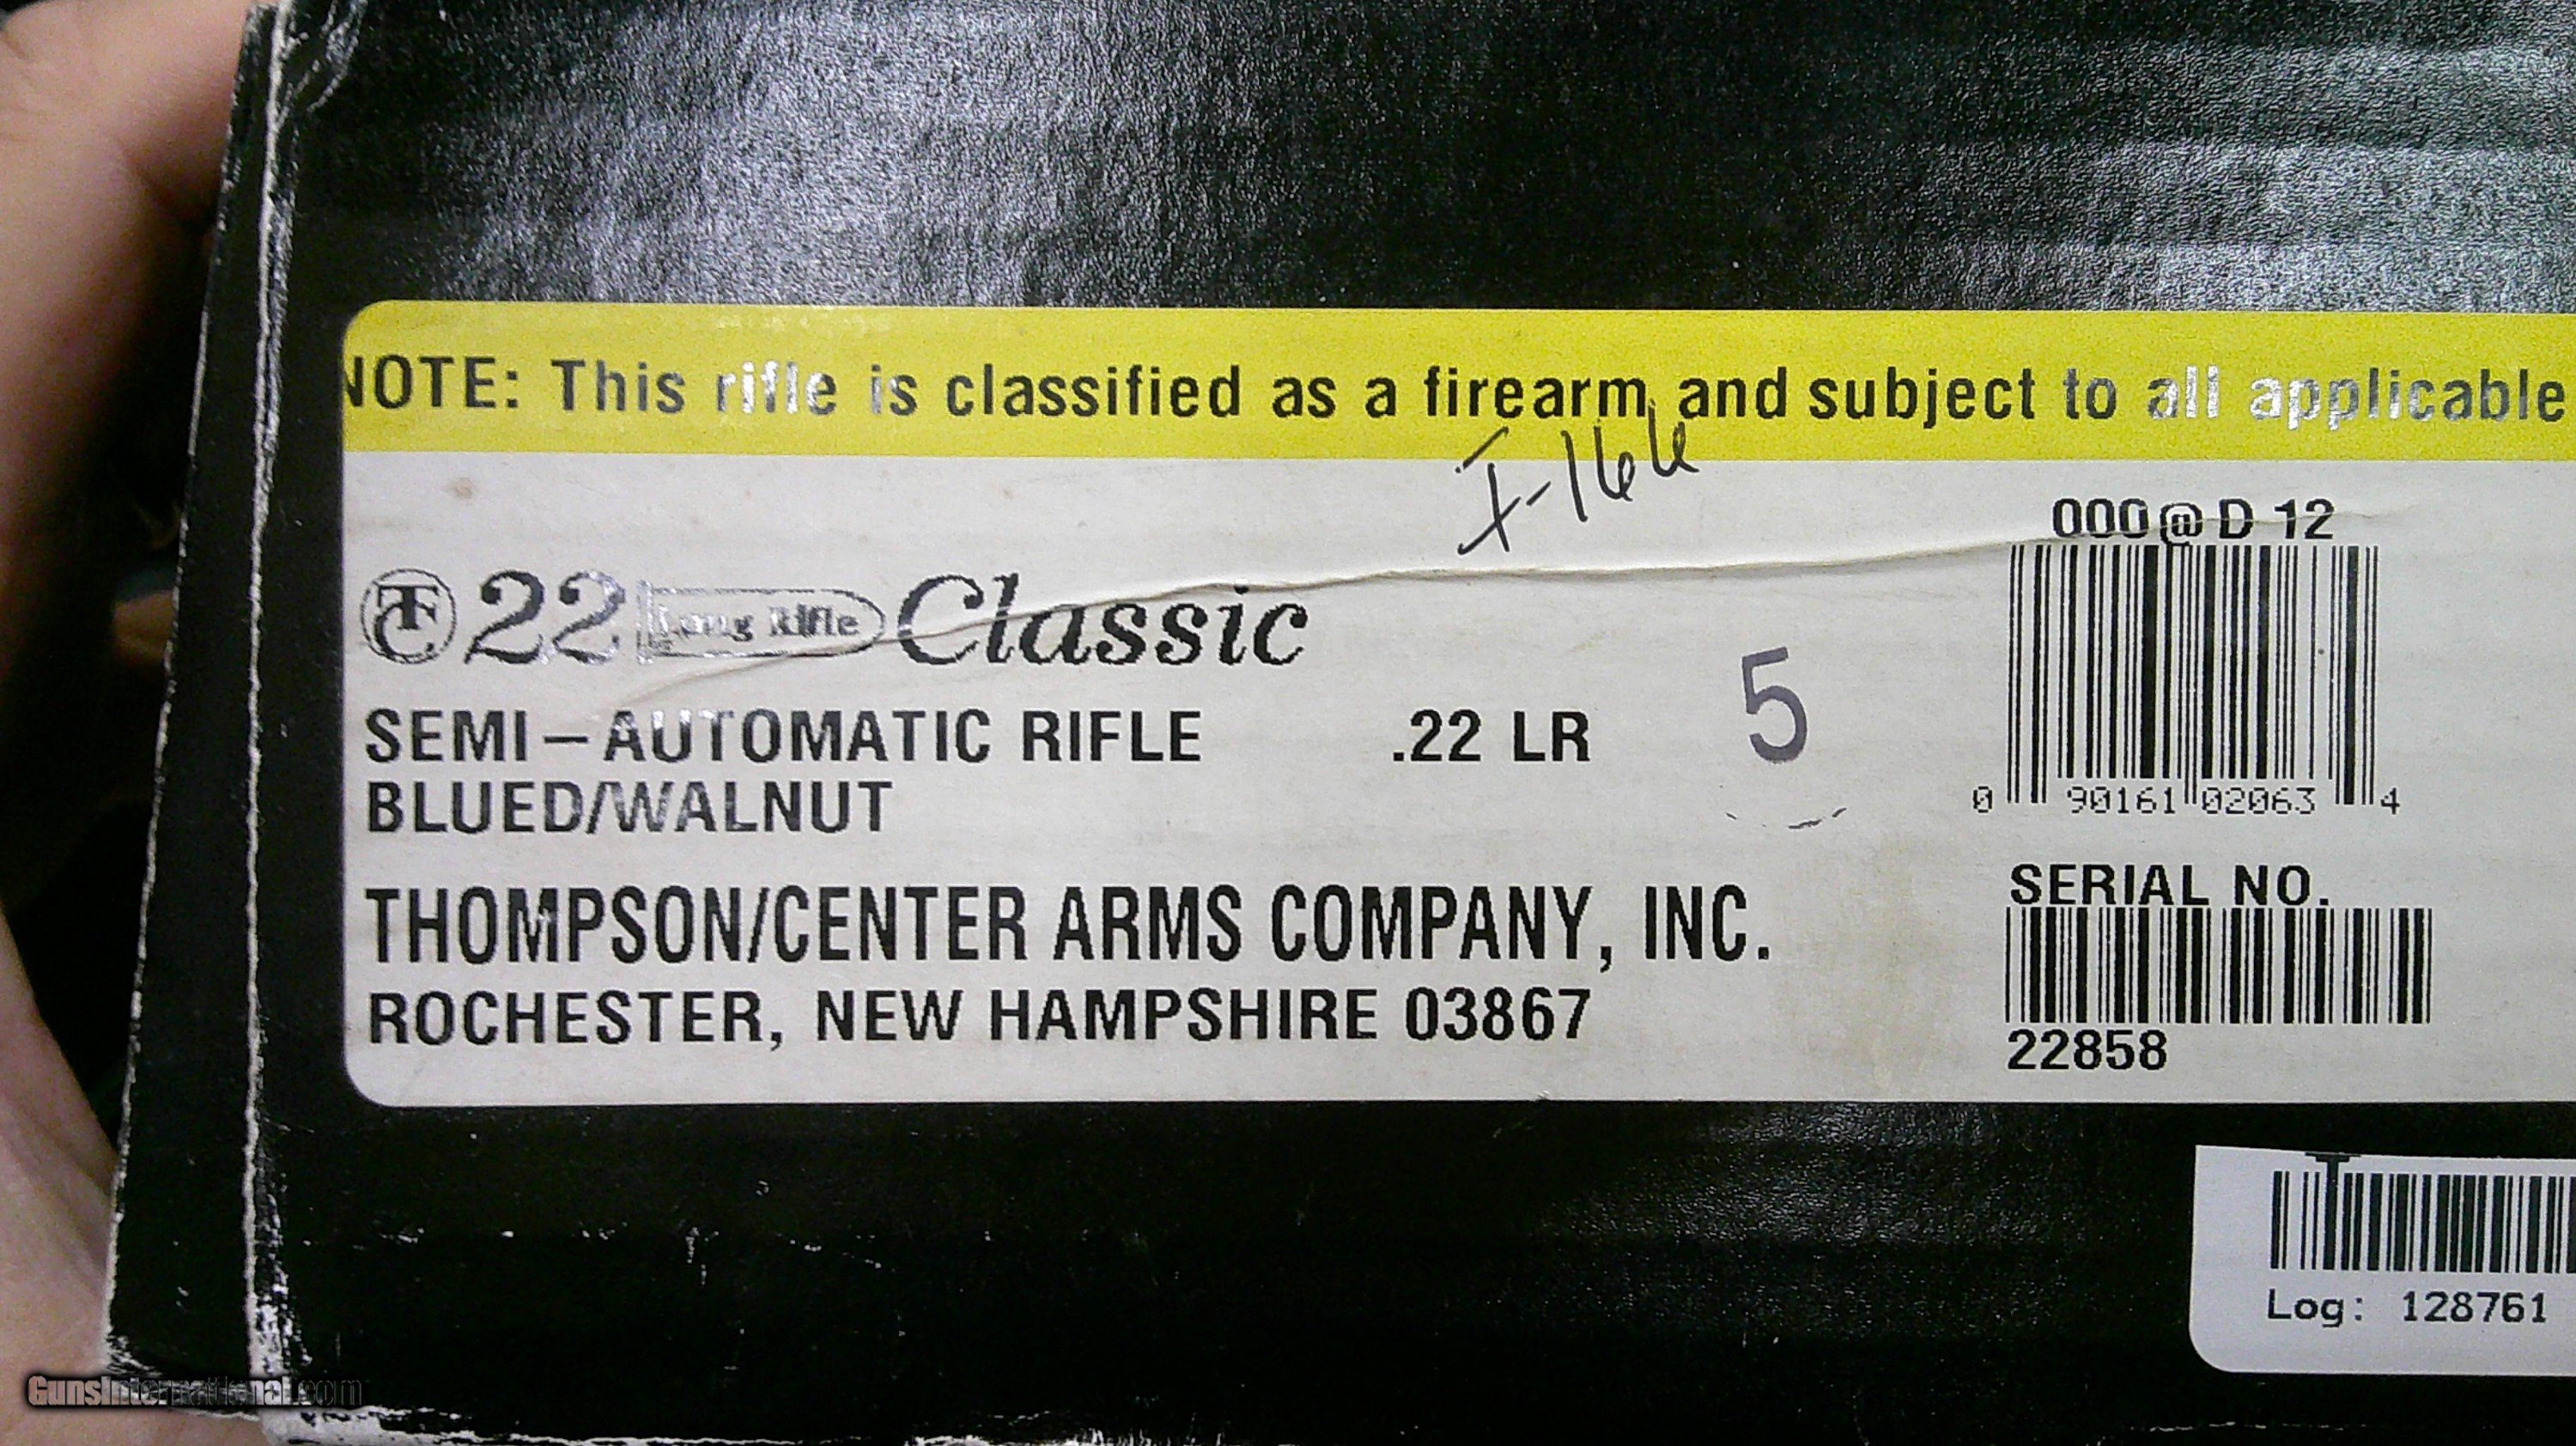 NOTE: This rifle is classified as a firearm, and subject to all applicable
I-166
000@D 12
TC 22 Long Rifle Classic
5
SEMI-AUTOMATIC RIFLE .22 LR
BLUED/WALNUT
0 90161 02063 4
THOMPSON/CENTER ARMS COMPANY, INC.
ROCHESTER, NEW HAMPSHIRE 03867
SERIAL NO.
22858
Log: 128761
GunsInternational.com